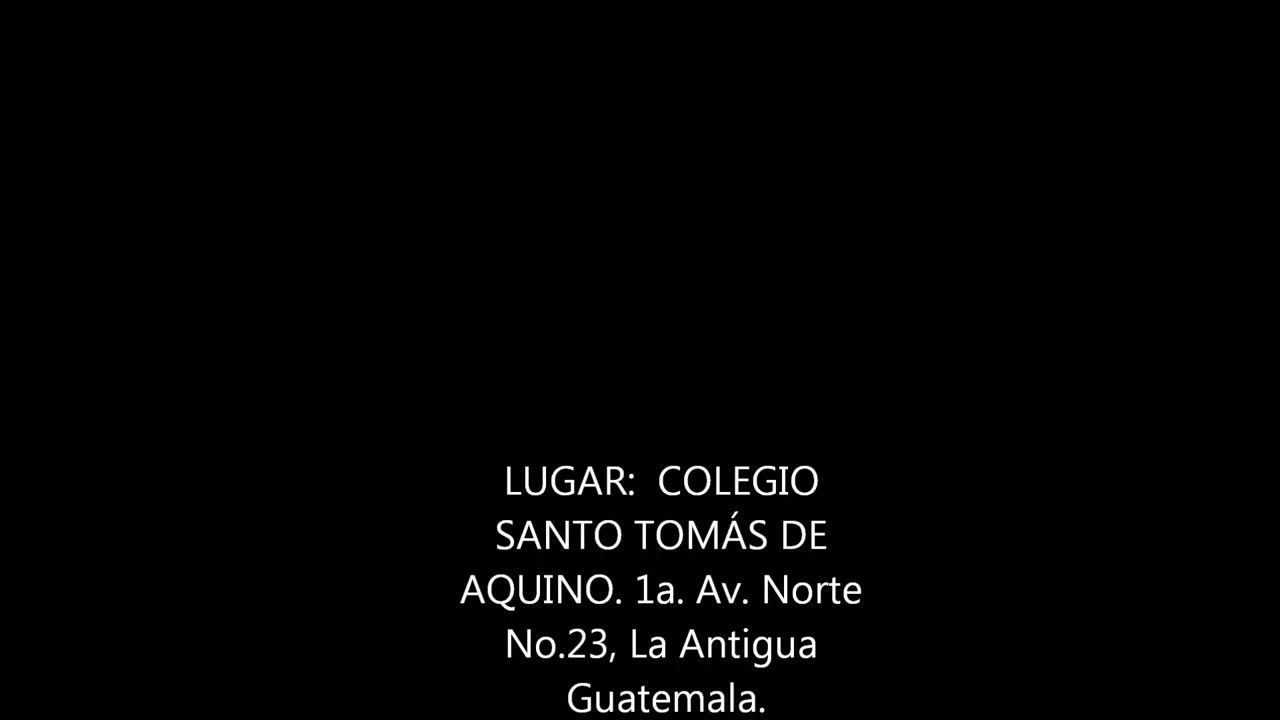 LUGAR:  COLEGIO
SANTO TOMÁS DE
AQUINO. 1a. Av. Norte
No.23, La Antigua
Guatemala.